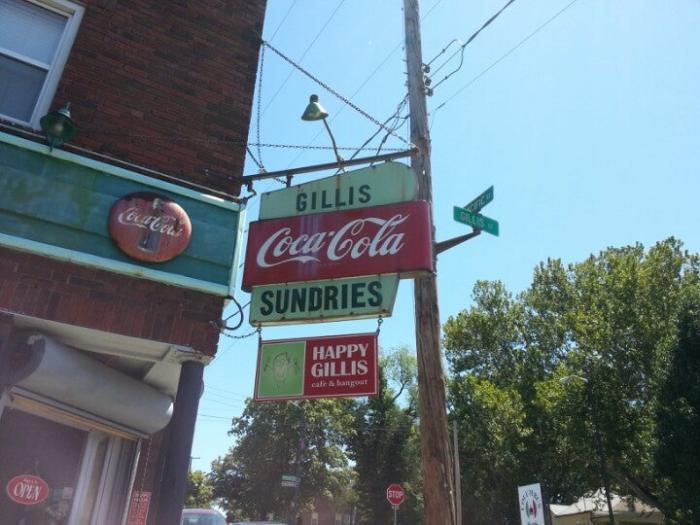 GILLIS
Coca-Cola
SUNDRIES
HAPPY
GILLIS
cafe & hangout
Coca-Cola
GILLIS
OPEN
STOP